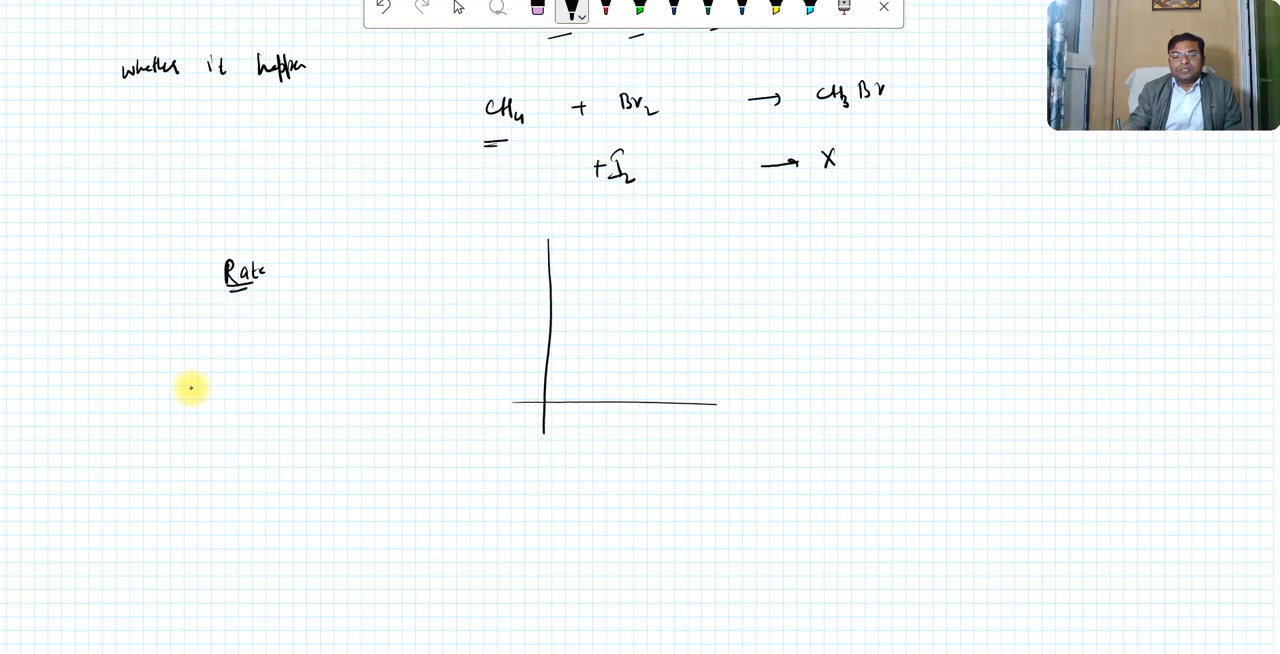 whether it happen
CH₄ + Br₂ → CH₃Br
+ I₂ → X
Rate